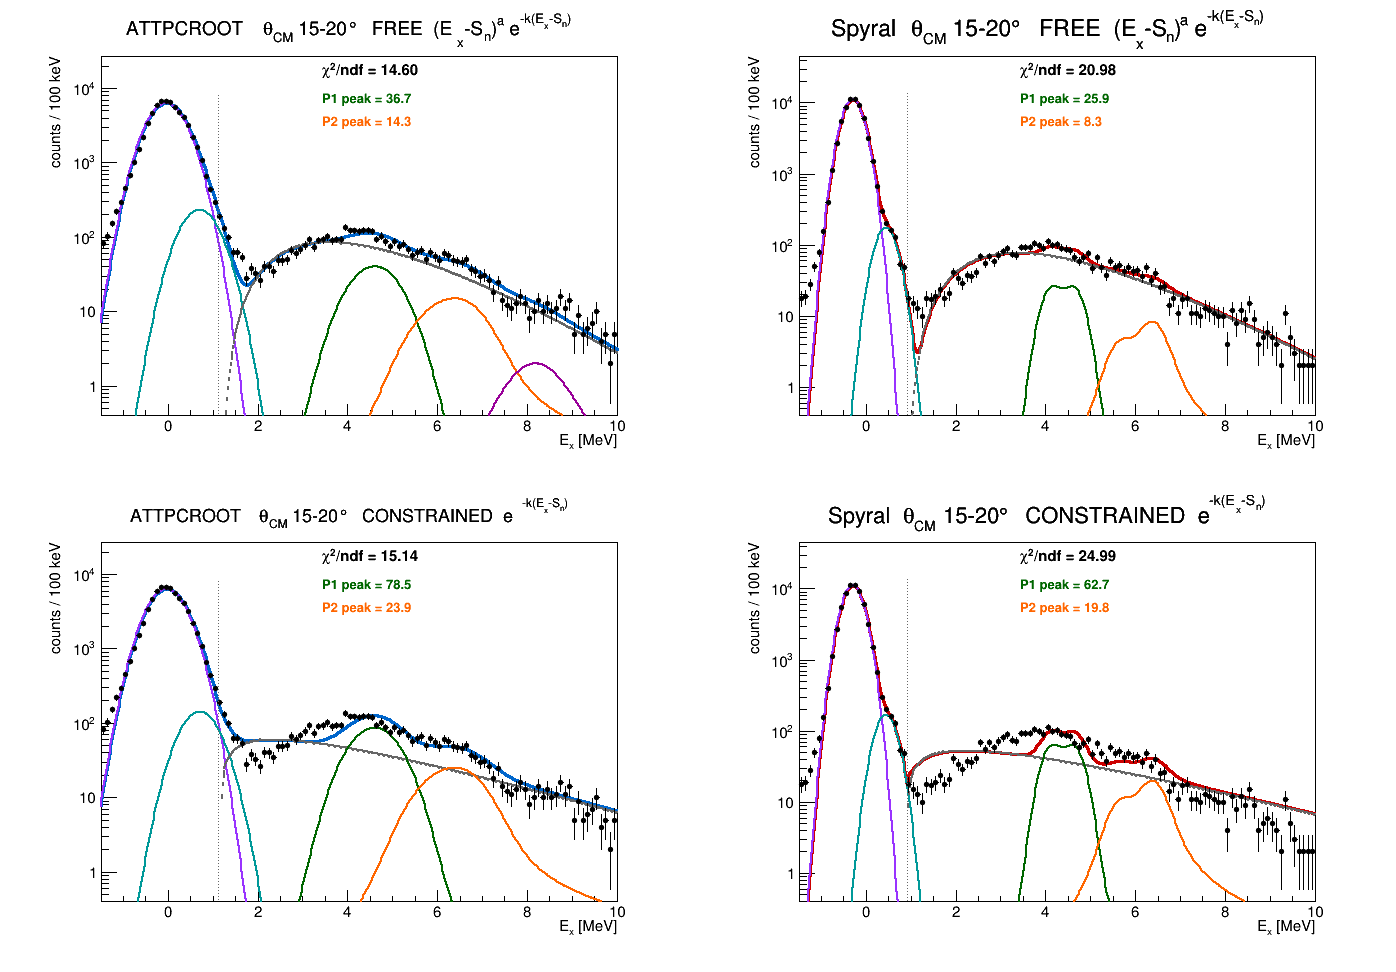 ATTPCROOT θCM 15-20° FREE (Ex-Sn)^a e^-k(Ex-Sn)
χ²/ndf = 14.60
P1 peak = 36.7
P2 peak = 14.3
counts / 100 keV
10⁴
10³
10²
10
1
0 2 4 6 8 10
Ex [MeV]
Spyral θCM 15-20° FREE (Ex-Sn)^a e^-k(Ex-Sn)
χ²/ndf = 20.98
P1 peak = 25.9
P2 peak = 8.3
counts / 100 keV
10⁴
10³
10²
10
1
0 2 4 6 8 10
Ex [MeV]
ATTPCROOT θCM 15-20° CONSTRAINED e^-k(Ex-Sn)
χ²/ndf = 15.14
P1 peak = 78.5
P2 peak = 23.9
counts / 100 keV
10⁴
10³
10²
10
1
0 2 4 6 8 10
Ex [MeV]
Spyral θCM 15-20° CONSTRAINED e^-k(Ex-Sn)
χ²/ndf = 24.99
P1 peak = 62.7
P2 peak = 19.8
counts / 100 keV
10⁴
10³
10²
10
1
0 2 4 6 8 10
Ex [MeV]